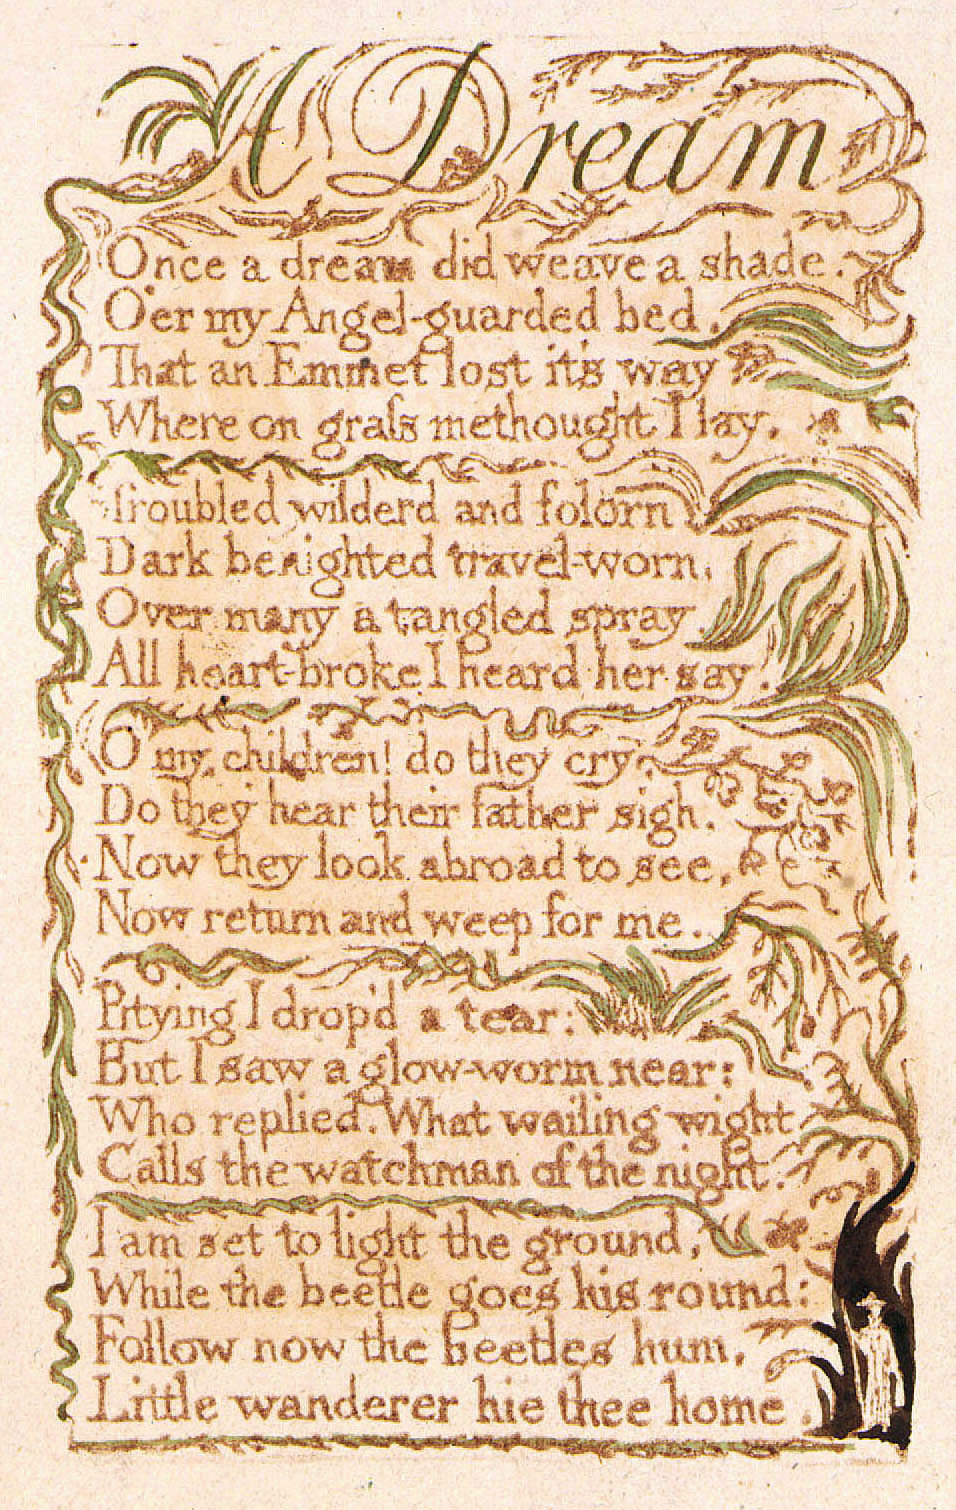 A Dream
Once a dream did weave a shade.
O'er my Angel-guarded bed.
That an Emmet lost it's way
Where on graſs methought I lay.
Troubled wilderd and folorn
Dark benighted travel-worn,
Over many a tangled spray
All heart-broke I heard her say.
O my children! do they cry,
Do they hear their father sigh.
Now they look abroad to see,
Now return and weep for me.
Pitying I drop'd a tear:
But I saw a glow-worm near:
Who replied. What wailing wight
Calls the watchman of the night.
I am set to light the ground,
While the beetle goes his round:
Follow now the beetles hum,
Little wanderer hie thee home.